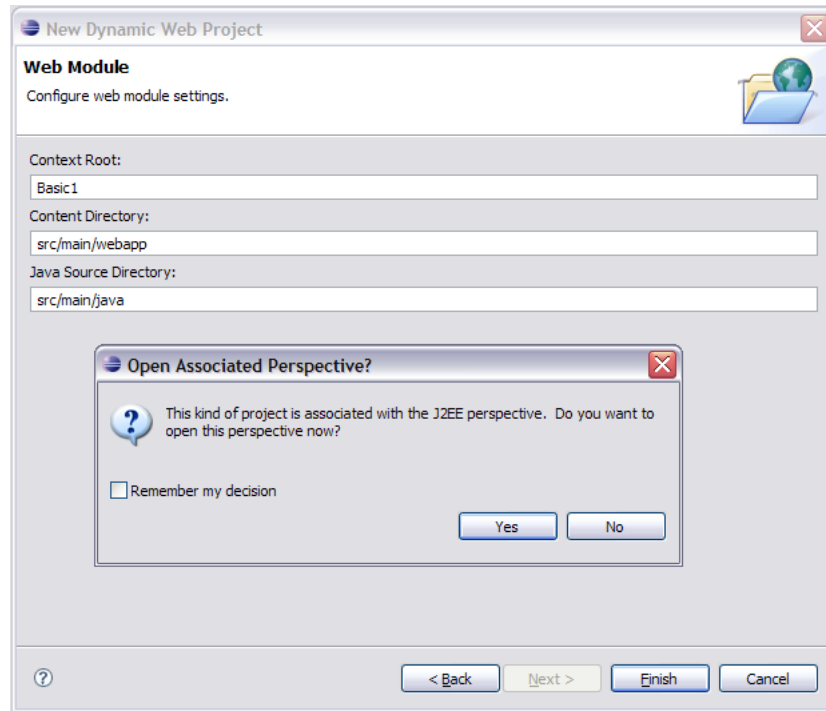 New Dynamic Web Project
Web Module
Configure web module settings.
Context Root:
Basic1
Content Directory:
src/main/webapp
Java Source Directory:
src/main/java
Open Associated Perspective?
This kind of project is associated with the J2EE perspective. Do you want to
open this perspective now?
Remember my decision
Yes No
< Back Next > Finish Cancel